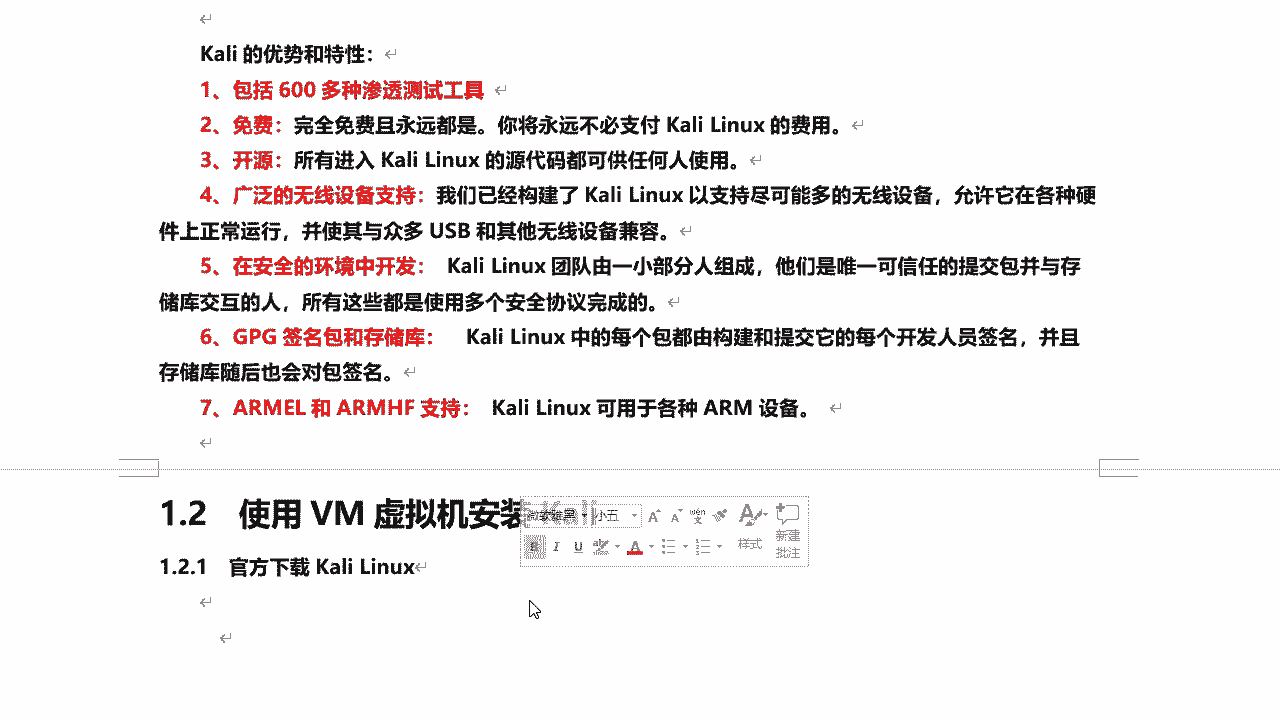 Kali 的优势和特性：
1、包括 600 多种渗透测试工具
2、免费：完全免费且永远都是。你将永远不必支付 Kali Linux 的费用。
3、开源：所有进入 Kali Linux 的源代码都可供任何人使用。
4、广泛的无线设备支持：我们已经构建了 Kali Linux 以支持尽可能多的无线设备，允许它在各种硬
件上正常运行，并使其与众多 USB 和其他无线设备兼容。
5、在安全的环境中开发： Kali Linux 团队由一小部分人组成，他们是唯一可信任的提交包并与存
储库交互的人，所有这些都是使用多个安全协议完成的。
6、GPG 签名包和存储库： Kali Linux 中的每个包都由构建和提交它的每个开发人员签名，并且
存储库随后也会对包签名。
7、ARMEL 和 ARMHF 支持： Kali Linux 可用于各种 ARM 设备。
1.2 使用 VM 虚拟机安装 Kali
小五 A A wén 文
B I U ab A 样式 新建
批注
1.2.1 官方下载 Kali Linux